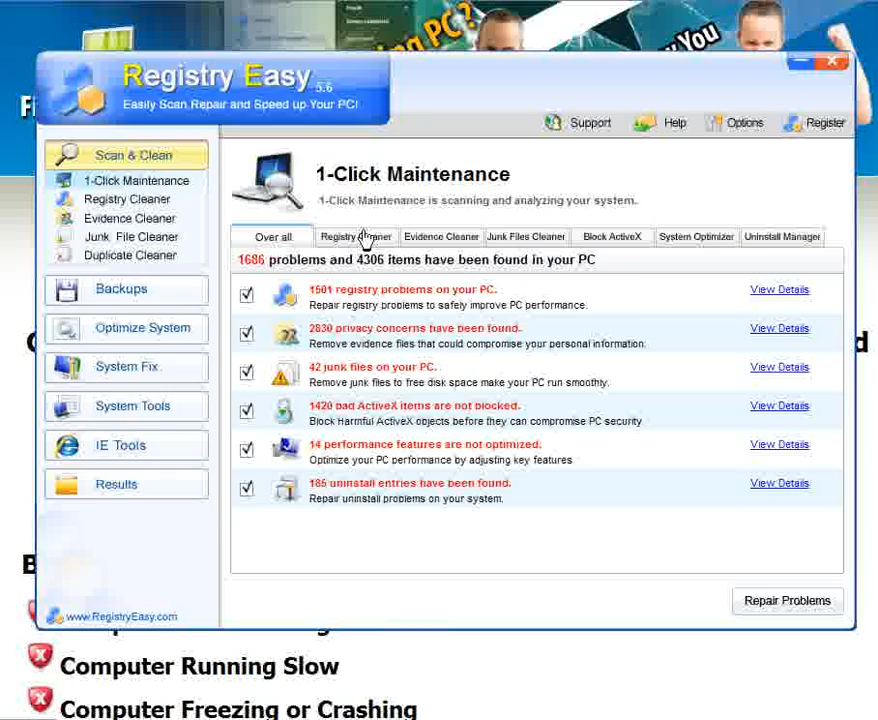 PC?
You
Registry Easy 5.6
Easily Scan,Repair and Speed up Your PC!
Support Help Options Register
Scan & Clean
1-Click Maintenance
Registry Cleaner
Evidence Cleaner
Junk File Cleaner
Duplicate Cleaner
Backups
Optimize System
System Fix
System Tools
IE Tools
Results
www.RegistryEasy.com
1-Click Maintenance
1-Click Maintenance is scanning and analyzing your system.
Over all Registry Cleaner Evidence Cleaner Junk Files Cleaner Block ActiveX System Optimizer Uninstall Manager
1686 problems and 4306 items have been found in your PC
1501 registry problems on your PC. View Details
Repair registry problems to safely improve PC performance.
2830 privacy concerns have been found. View Details
Remove evidence files that could compromise your personal information.
42 junk files on your PC. View Details
Remove junk files to free disk space make your PC run smoothly.
1420 bad ActiveX items are not blocked. View Details
Block Harmful ActiveX objects before they can compromise PC security
14 performance features are not optimized. View Details
Optimize your PC performance by adjusting key features
185 uninstall entries have been found. View Details
Repair uninstall problems on your system.
Repair Problems
Computer Running Slow
Computer Freezing or Crashing